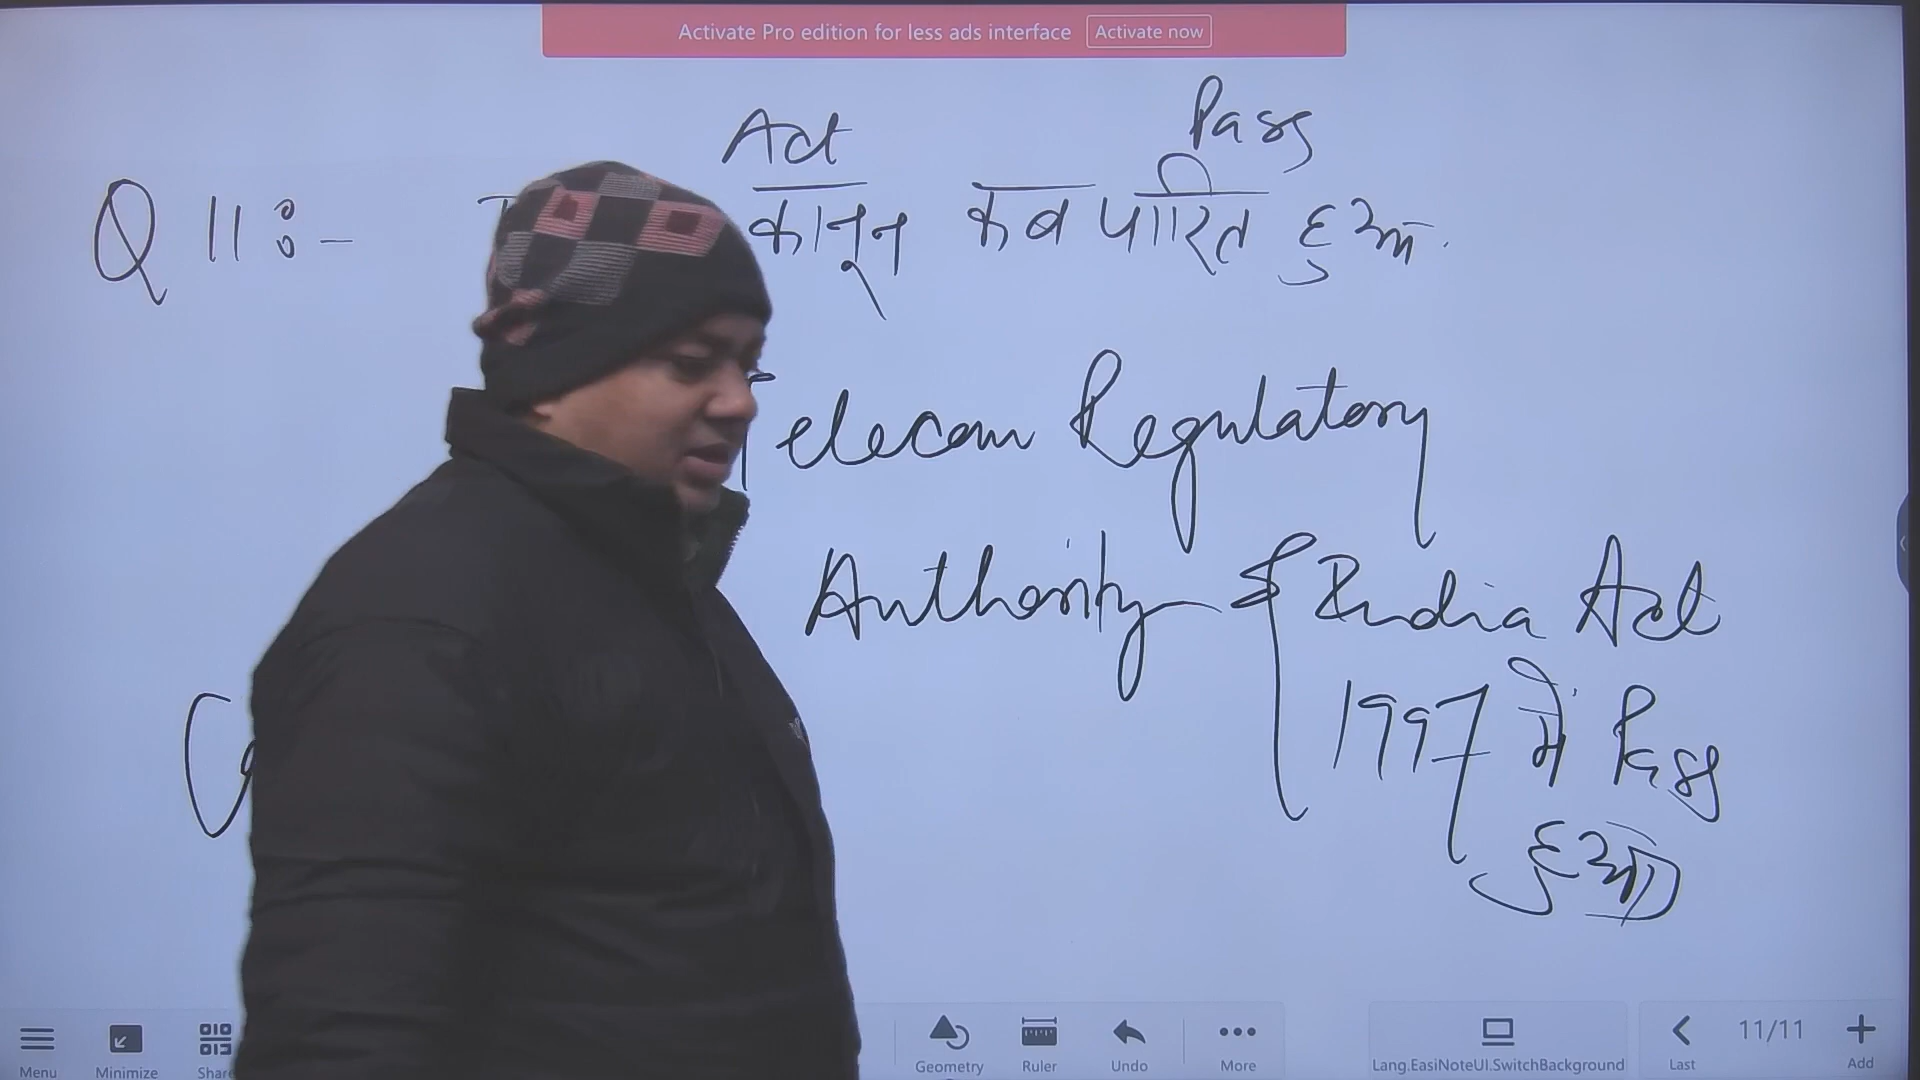 Activate Pro edition for less ads interface Activate now
Act Pass
Q 11:- कानून कब पारित हुआ.
Telecom Regulatory
Authority of India Act
1997 में Pass
हुआ
Menu Minimize Share Geometry Ruler Undo More Lang.EasiNoteUI.SwitchBackground Last 11/11 Add